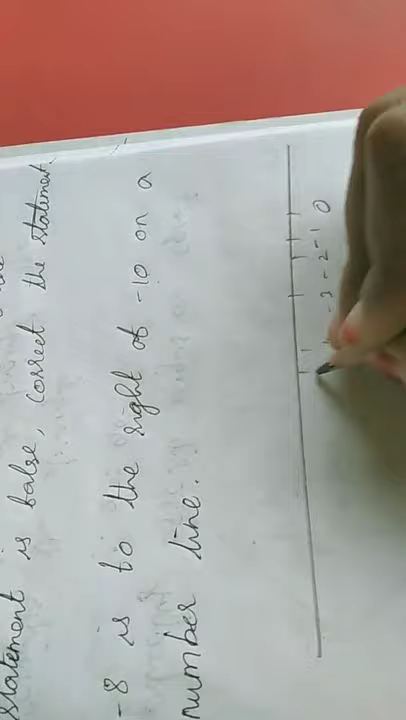 statement is false, correct the statement.
-8 is to the right of -10 on a
number line.
-3 -2 -1 0